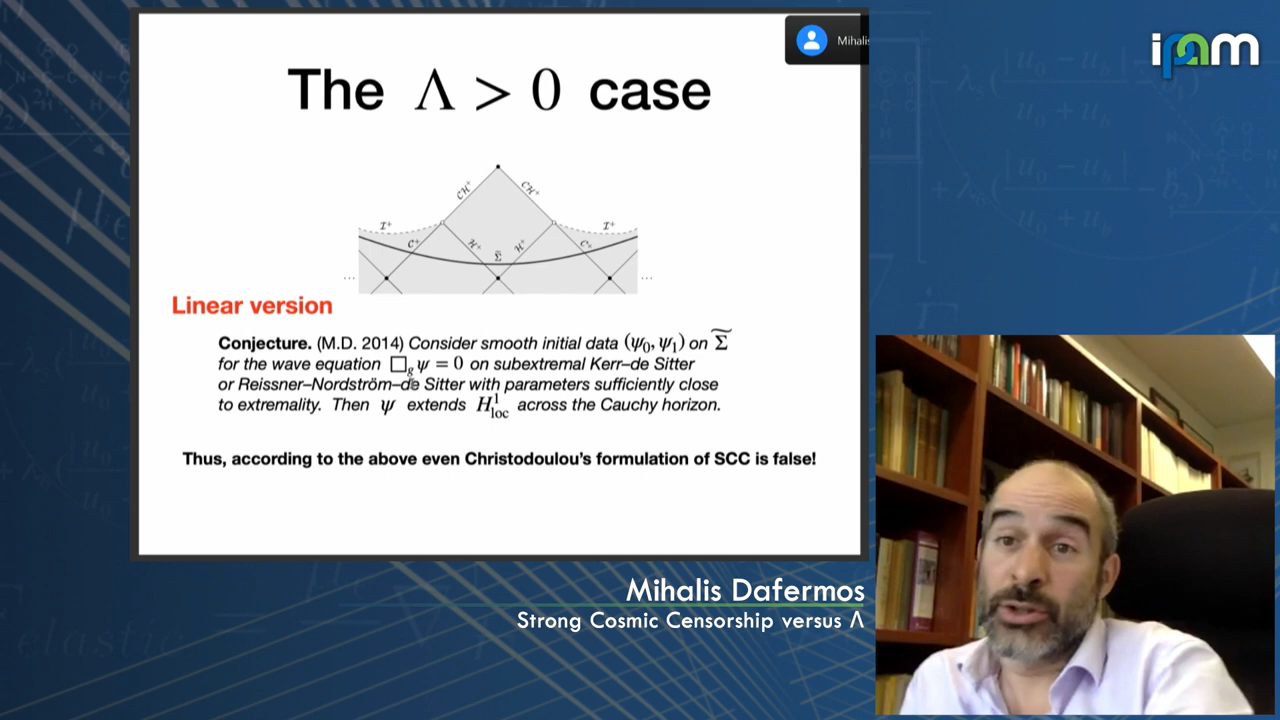 Mihalis
ipam
The Λ > 0 case
CH⁺ CH⁺
I⁺ I⁺
C⁺ H⁺ Σ̃ H⁺ C⁺
... ...
Linear version
Conjecture. (M.D. 2014) Consider smooth initial data (ψ₀, ψ₁) on Σ̃
for the wave equation □_g ψ = 0 on subextremal Kerr–de Sitter
or Reissner–Nordström–de Sitter with parameters sufficiently close
to extremality. Then ψ extends H¹_loc across the Cauchy horizon.
Thus, according to the above even Christodoulou's formulation of SCC is false!
Mihalis Dafermos
Strong Cosmic Censorship versus Λ
elastic